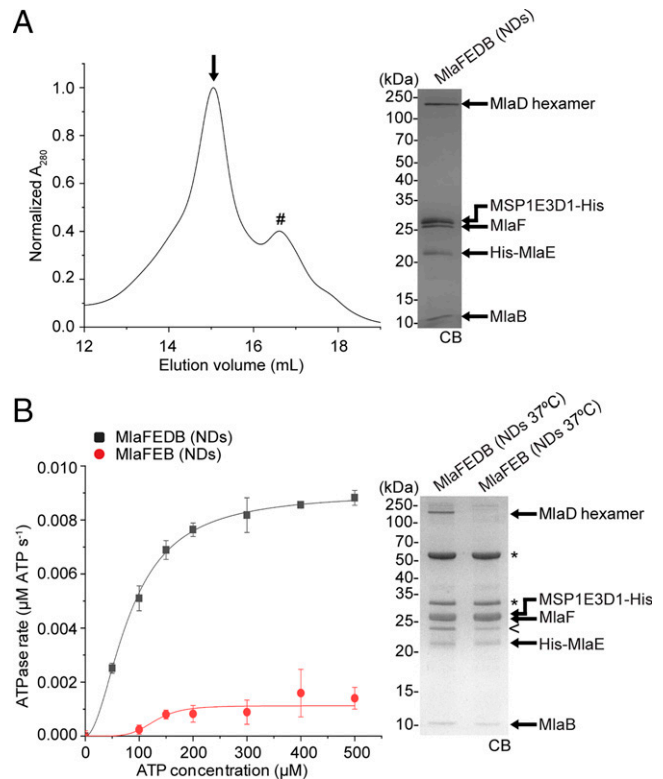 A
Normalized A280
1.0
0.8
0.6
0.4
0.2
0.0
#
12
14
16
18
Elution volume (mL)
MlaFEDB (NDs)
(kDa)
250
100
70
50
40
35
25
20
15
10
MlaD hexamer
MSP1E3D1-His
MlaF
His-MlaE
MlaB
CB
B
MlaFEDB (NDs)
MlaFEB (NDs)
ATPase rate (µM ATP s-1)
0.010
0.008
0.006
0.004
0.002
0.000
0
100
200
300
400
500
ATP concentration (µM)
MlaFEDB (NDs 37ºC)
MlaFEB (NDs 37ºC)
(kDa)
250
100
70
50
40
35
25
20
15
10
MlaD hexamer
*
*
MSP1E3D1-His
MlaF
<
His-MlaE
MlaB
CB